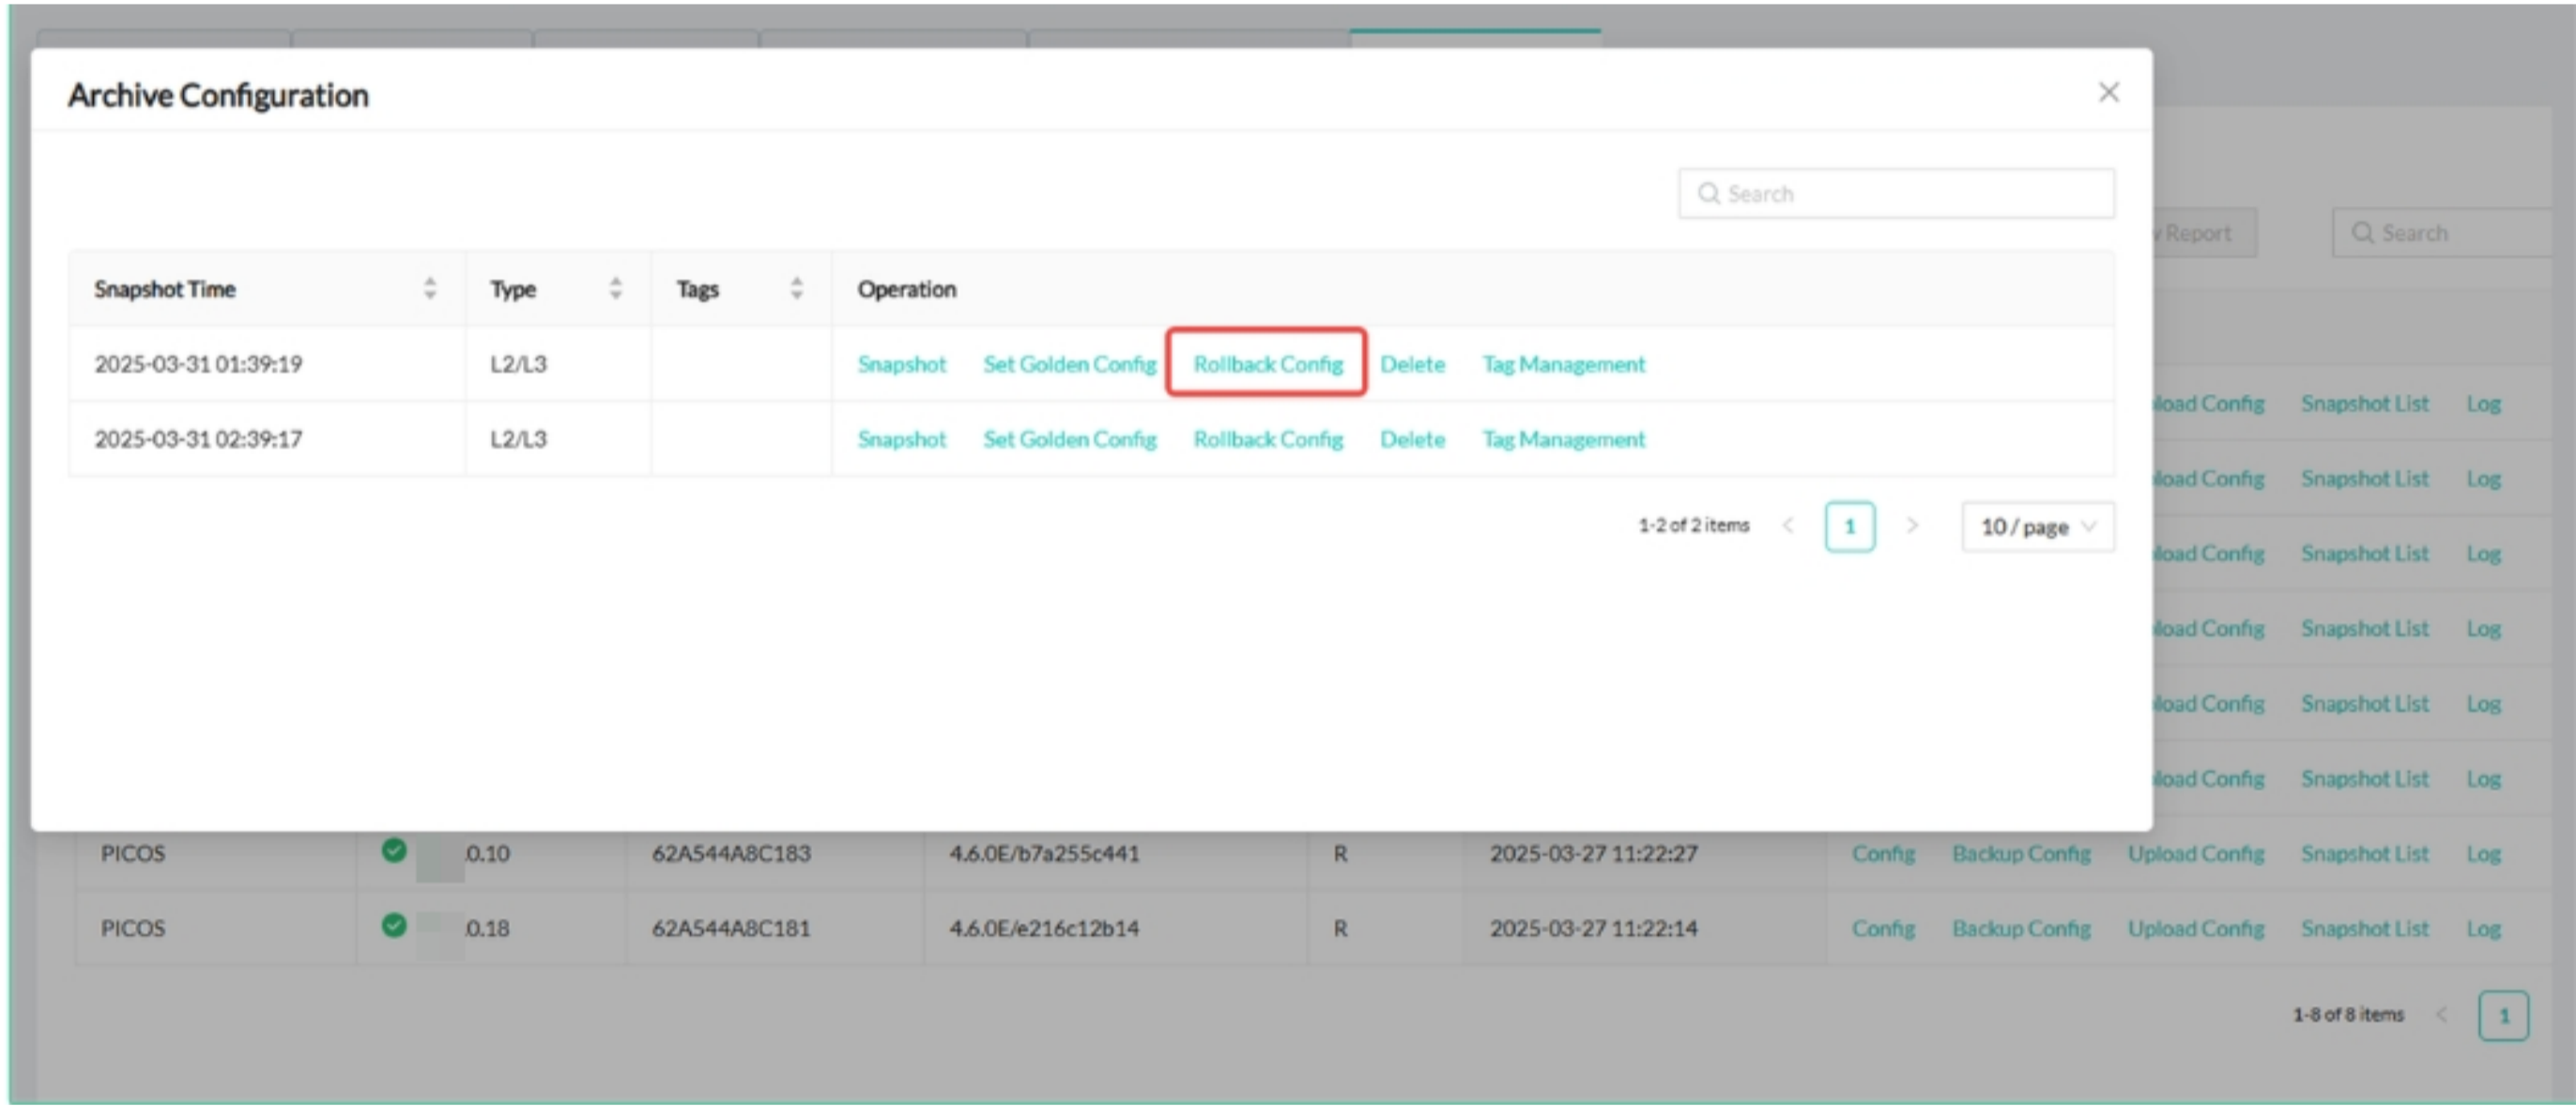 Archive Configuration
Search
Report
Search
Snapshot Time Type Tags Operation
2025-03-31 01:39:19 L2/L3 Snapshot Set Golden Config Rollback Config Delete Tag Management
load Config Snapshot List Log
2025-03-31 02:39:17 L2/L3 Snapshot Set Golden Config Rollback Config Delete Tag Management
load Config Snapshot List Log
1-2 of 2 items < 1 > 10 / page
load Config Snapshot List Log
load Config Snapshot List Log
load Config Snapshot List Log
load Config Snapshot List Log
PICOS .0.10 62A544A8C183 4.6.0E/b7a255c441 R 2025-03-27 11:22:27 Config Backup Config Upload Config Snapshot List Log
PICOS .0.18 62A544A8C181 4.6.0E/e216c12b14 R 2025-03-27 11:22:14 Config Backup Config Upload Config Snapshot List Log
1-8 of 8 items < 1